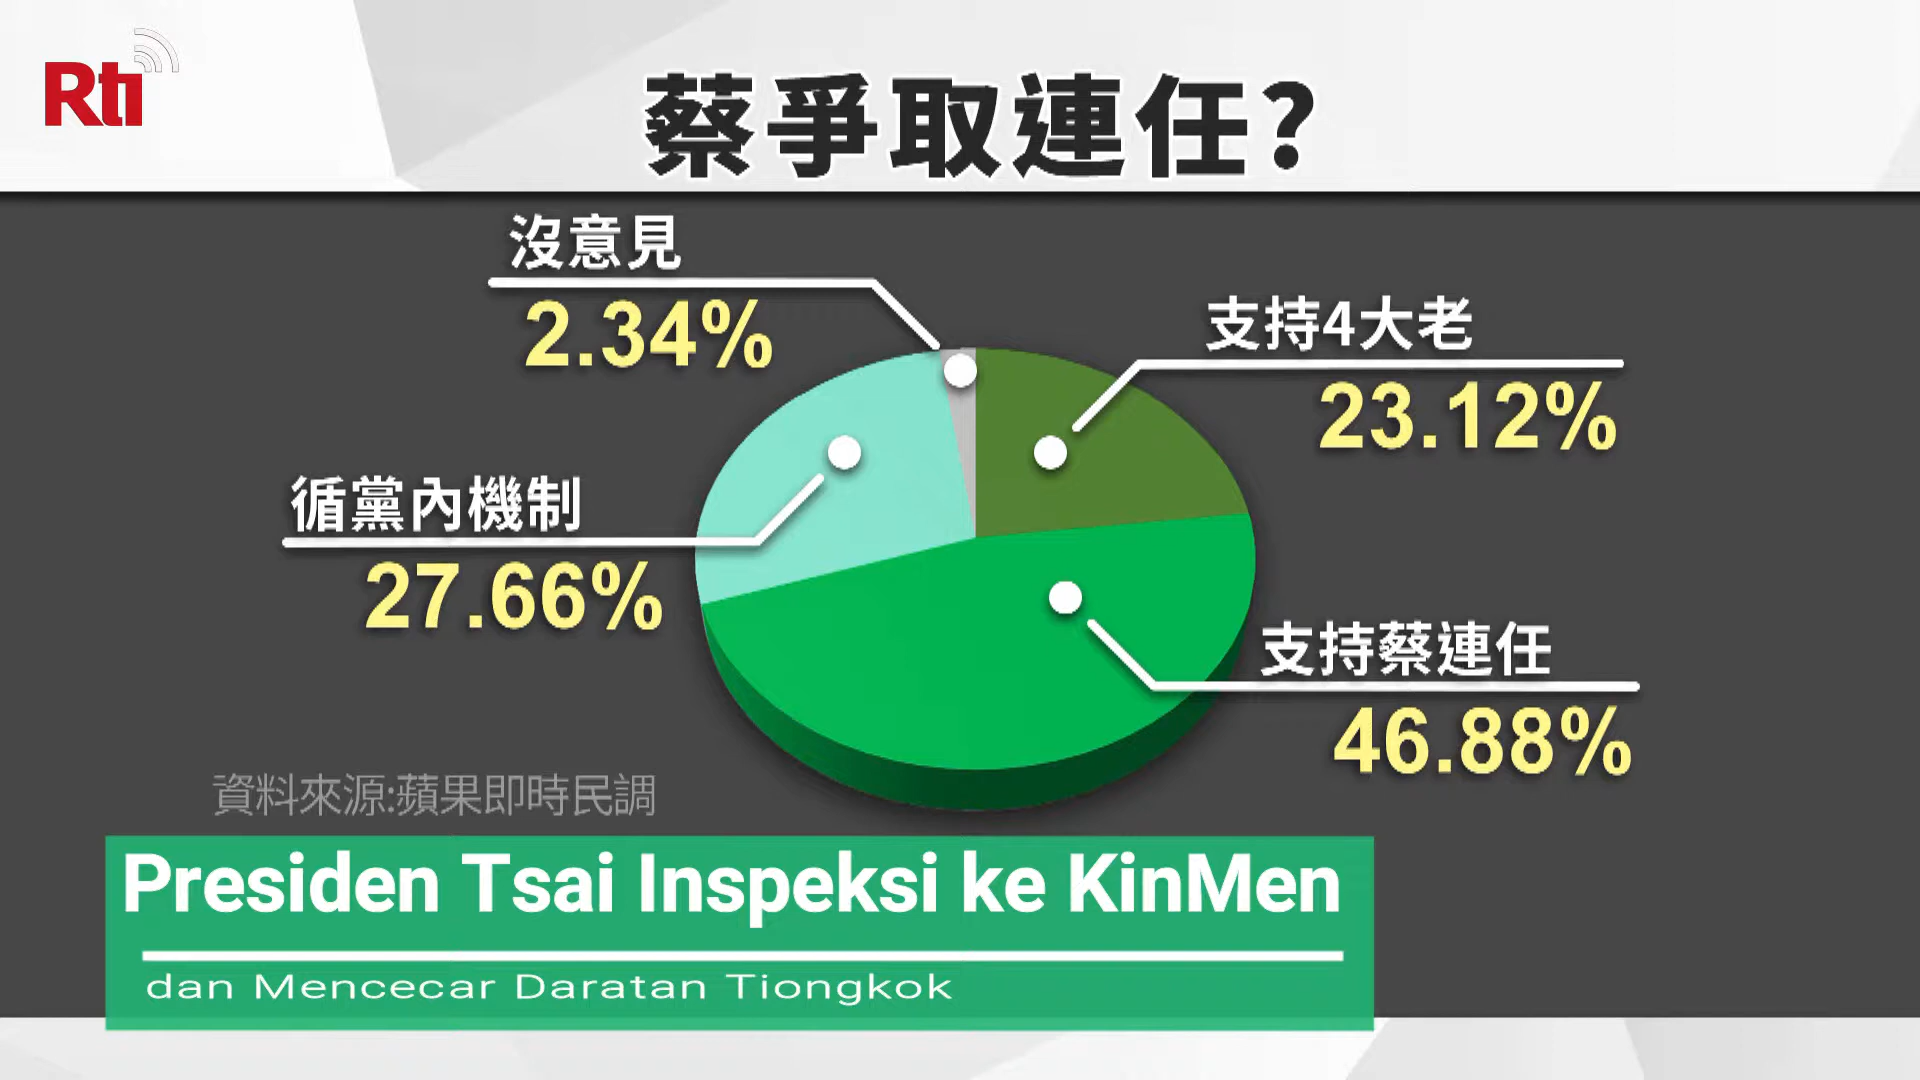 Rti
蔡爭取連任?
沒意見
2.34%
支持4大老
23.12%
循黨內機制
27.66%
支持蔡連任
46.88%
資料來源:蘋果即時民調
Presiden Tsai Inspeksi ke KinMen
dan Mencecar Daratan Tiongkok